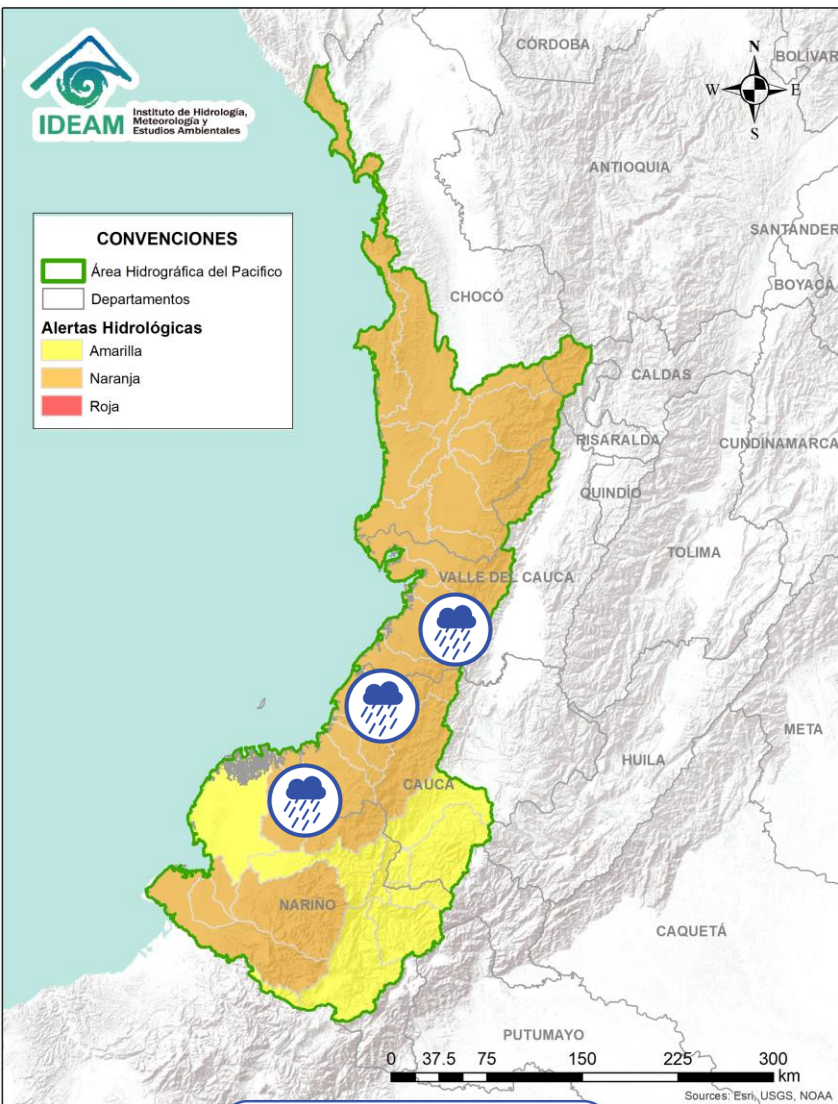 IDEAM
Instituto de Hidrología,
Meteorología y
Estudios Ambientales
N
W E
S
CONVENCIONES
Área Hidrográfica del Pacifico
Departamentos
Alertas Hidrológicas
Amarilla
Naranja
Roja
CÓRDOBA
BOLÍVAR
ANTIOQUIA
SANTANDER
BOYACÁ
CHOCÓ
CALDAS
RISARALDA
CUNDINAMARCA
QUINDÍO
TOLIMA
VALLE DEL CAUCA
META
HUILA
CAUCA
NARIÑO
CAQUETÁ
PUTUMAYO
0 37.5 75 150 225 300
km
Sources: Esri, USGS, NOAA